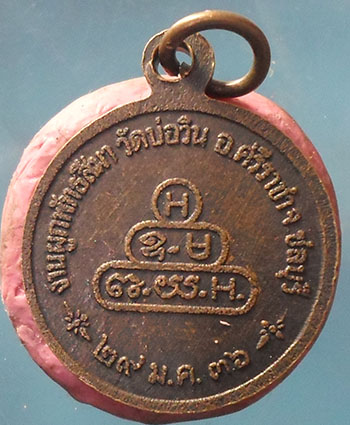 งานผูกพัทธสีมา วัดบ่อวิน อ.ศรีราชา จ.ชลบุรี
๒๙ ม.ค. ๓๖